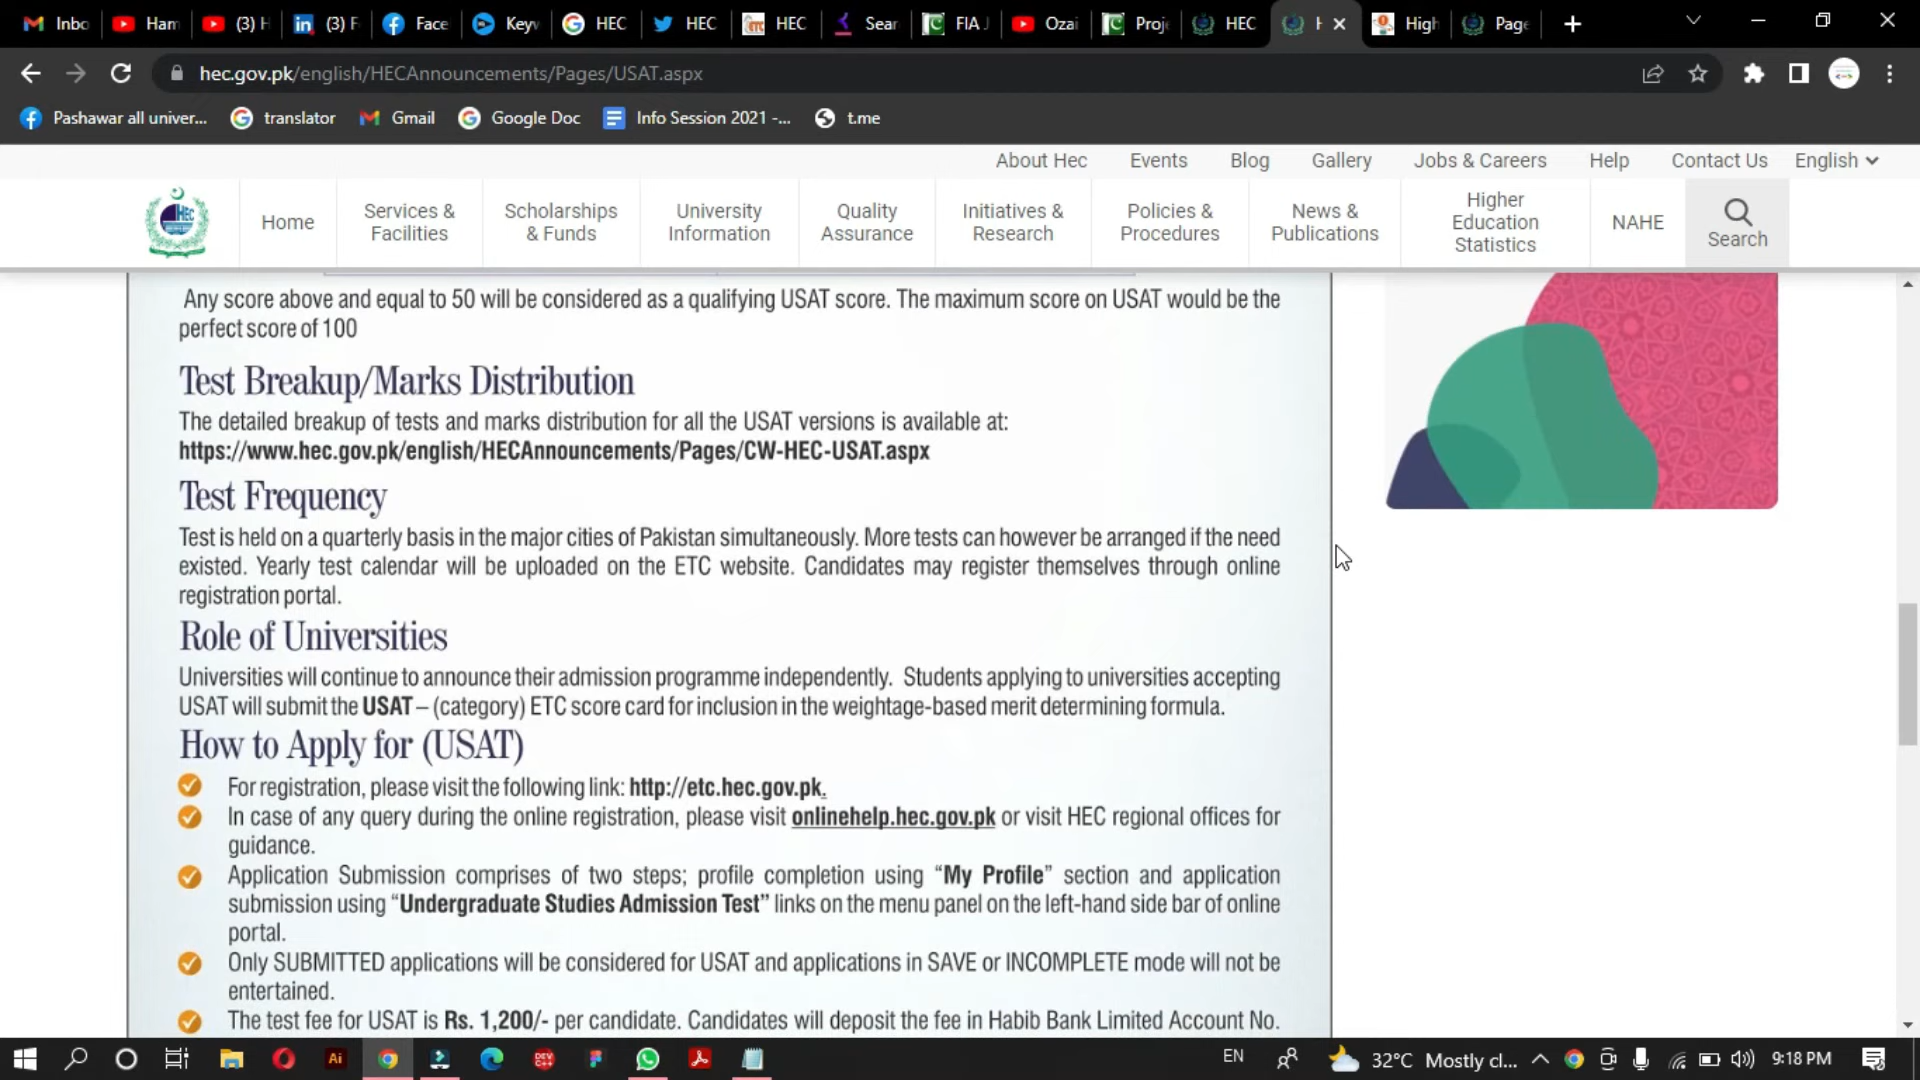 Inbo
Ham
(3) H
(3) F
Face
Keyv
HEC
HEC
HEC
Sear
FIA J
Ozai
Proj
HEC
H
High
Page
hec.gov.pk/english/HECAnnouncements/Pages/USAT.aspx
Pashawar all univer...
translator
Gmail
Google Doc
Info Session 2021 -...
t.me
About Hec
Events
Blog
Gallery
Jobs & Careers
Help
Contact Us
English
HEC
Home
Services &
Facilities
Scholarships
& Funds
University
Information
Quality
Assurance
Initiatives &
Research
Policies &
Procedures
News &
Publications
Higher
Education
Statistics
NAHE
Search
Any score above and equal to 50 will be considered as a qualifying USAT score. The maximum score on USAT would be the
perfect score of 100
Test Breakup/Marks Distribution
The detailed breakup of tests and marks distribution for all the USAT versions is available at:
https://www.hec.gov.pk/english/HECAnnouncements/Pages/CW-HEC-USAT.aspx
Test Frequency
Test is held on a quarterly basis in the major cities of Pakistan simultaneously. More tests can however be arranged if the need
existed. Yearly test calendar will be uploaded on the ETC website. Candidates may register themselves through online
registration portal.
Role of Universities
Universities will continue to announce their admission programme independently. Students applying to universities accepting
USAT will submit the USAT – (category) ETC score card for inclusion in the weightage-based merit determining formula.
How to Apply for (USAT)
For registration, please visit the following link: http://etc.hec.gov.pk.
In case of any query during the online registration, please visit onlinehelp.hec.gov.pk or visit HEC regional offices for
guidance.
Application Submission comprises of two steps; profile completion using “My Profile” section and application
submission using “Undergraduate Studies Admission Test” links on the menu panel on the left-hand side bar of online
portal.
Only SUBMITTED applications will be considered for USAT and applications in SAVE or INCOMPLETE mode will not be
entertained.
The test fee for USAT is Rs. 1,200/- per candidate. Candidates will deposit the fee in Habib Bank Limited Account No.
Ai
DEV
C++
EN
32°C Mostly cl...
9:18 PM